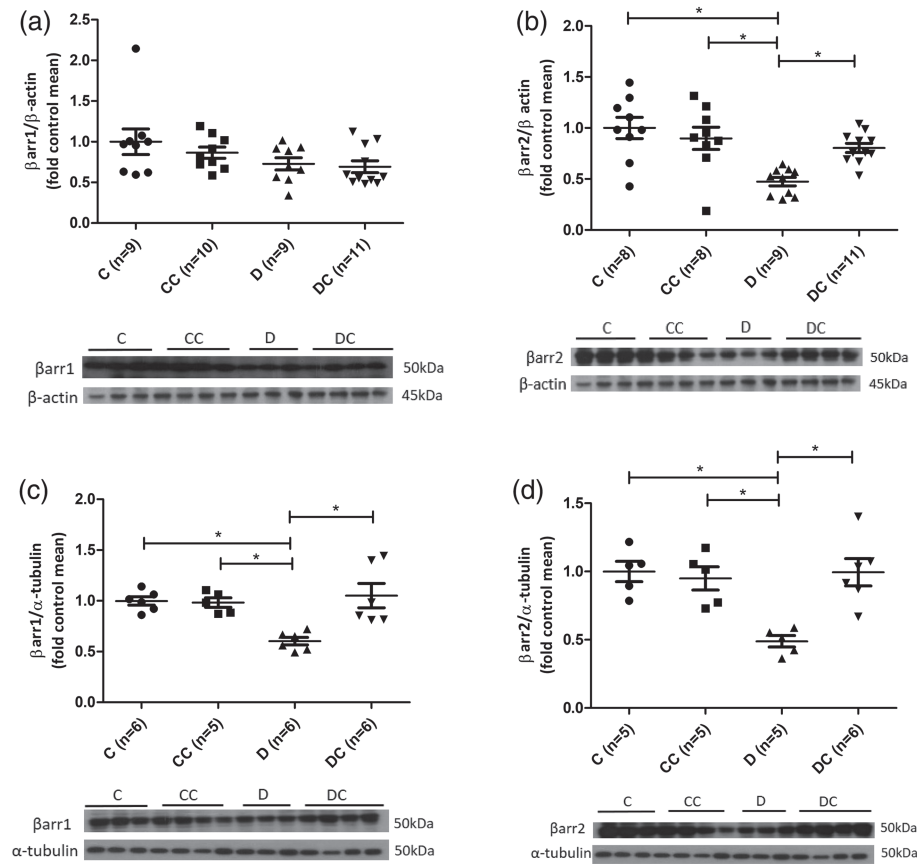 (a)
βarr1/β-actin
(fold control mean)
2.5
2.0
1.5
1.0
0.5
0.0
C (n=9)
CC (n=10)
D (n=9)
DC (n=11)
C CC D DC
βarr1 50kDa
β-actin 45kDa
(b)
βarr2/β actin
(fold control mean)
2.0
1.5
1.0
0.5
0.0
*
*
*
C (n=8)
CC (n=8)
D (n=9)
DC (n=11)
C CC D DC
βarr2 50kDa
β-actin 45kDa
(c)
βarr1/α-tubulin
(fold control mean)
2.0
1.5
1.0
0.5
0.0
*
*
*
C (n=6)
CC (n=5)
D (n=6)
DC (n=6)
C CC D DC
βarr1 50kDa
α-tubulin 50kDa
(d)
βarr2/α-tubulin
(fold control mean)
1.5
1.0
0.5
0.0
*
*
*
C (n=5)
CC (n=5)
D (n=5)
DC (n=6)
C CC D DC
βarr2 50kDa
α-tubulin 50kDa